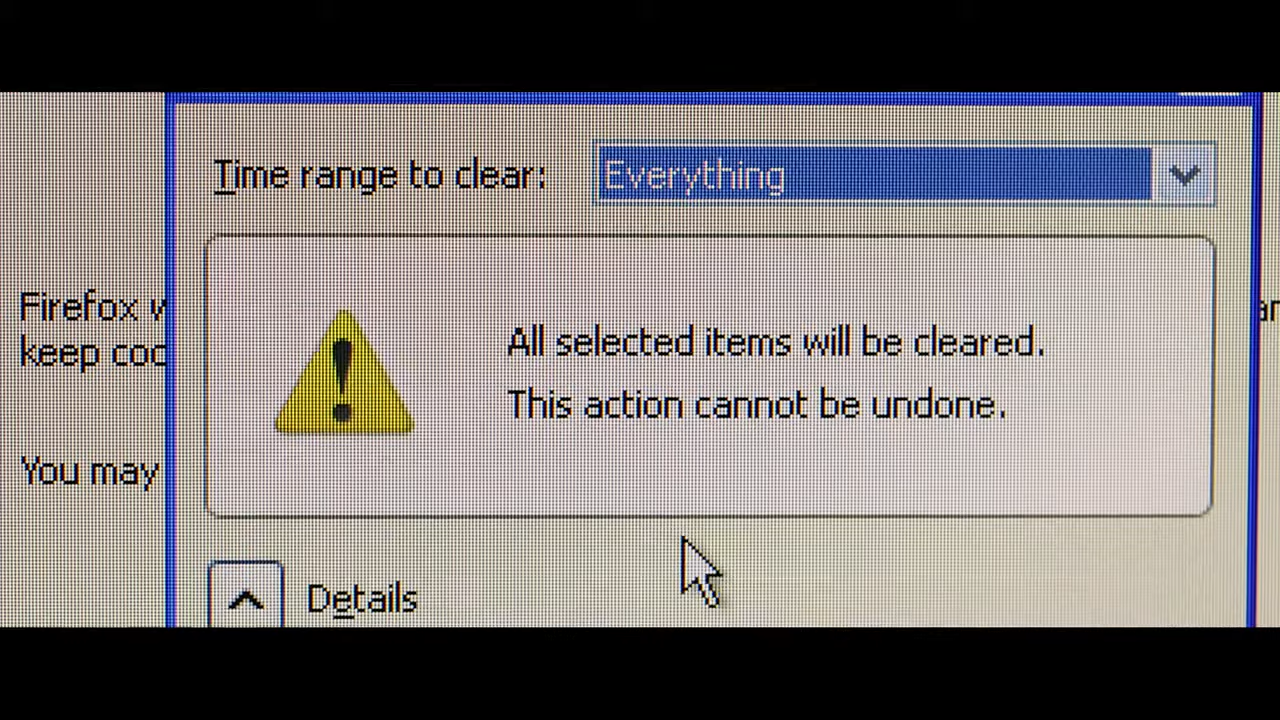 Time range to clear: Everything
Firefox
keep
All selected items will be cleared.
This action cannot be undone.
You may
Details